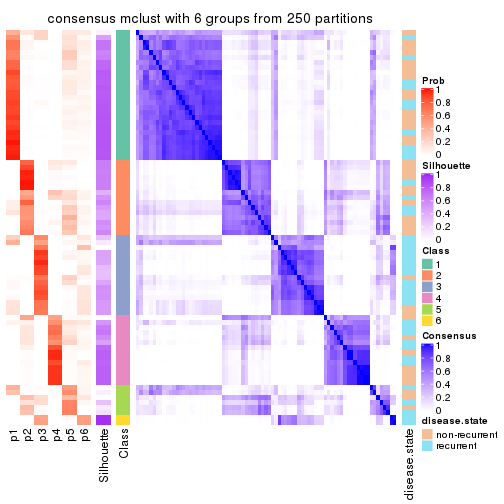 consensus mclust with 6 groups from 250 partitions
p1
p2
p3
p4
p5
p6
Silhouette
Class
disease.state
Prob
1
0.8
0.6
0.4
0.2
0
Silhouette
1
0.8
0.6
0.4
0.2
0
Class
1
2
3
4
5
6
Consensus
1
0.8
0.6
0.4
0.2
0
disease.state
non-recurrent
recurrent